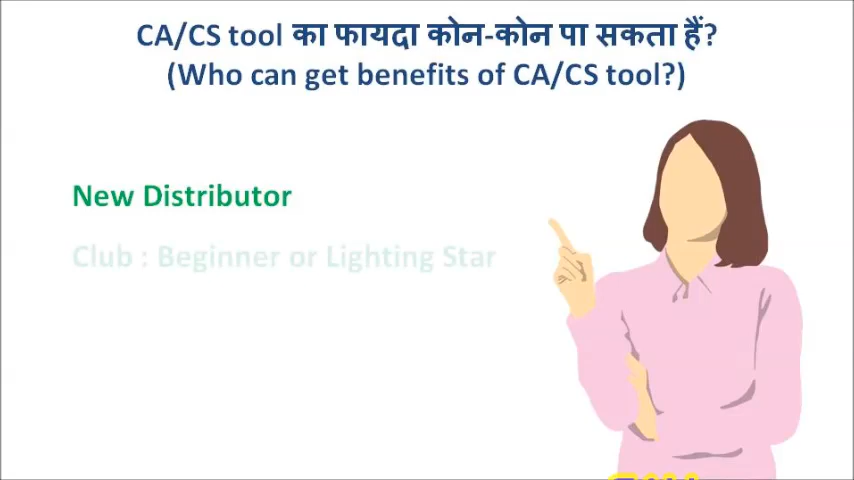 CA/CS tool का फायदा कोन-कोन पा सकता हैं?
(Who can get benefits of CA/CS tool?)
New Distributor
Club : Beginner or Lighting Star